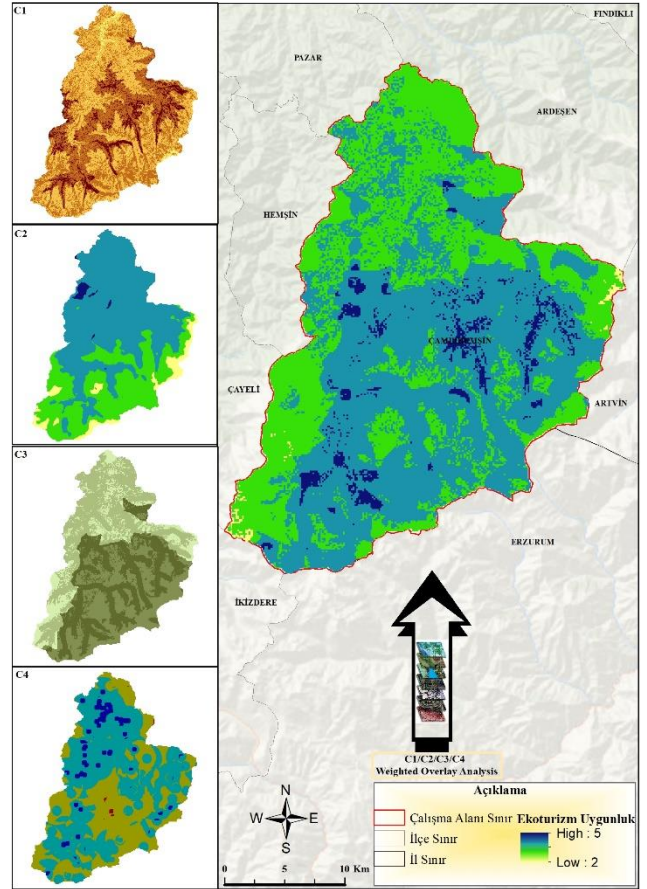 C1
C2
C3
C4
FINDIKLI
PAZAR
ARDEŞEN
HEMŞİN
ÇAMLIHEMŞİN
ÇAYELİ
ARTVİN
ERZURUM
İKİZDERE
C1/C2/C3/C4
Weighted Overlay Analysis
N
W E
S
0 5 10 Km
Açıklama
Çalışma Alanı Sınır
İlçe Sınır
İl Sınır
Ekoturizm Uygunluk
High : 5
Low : 2